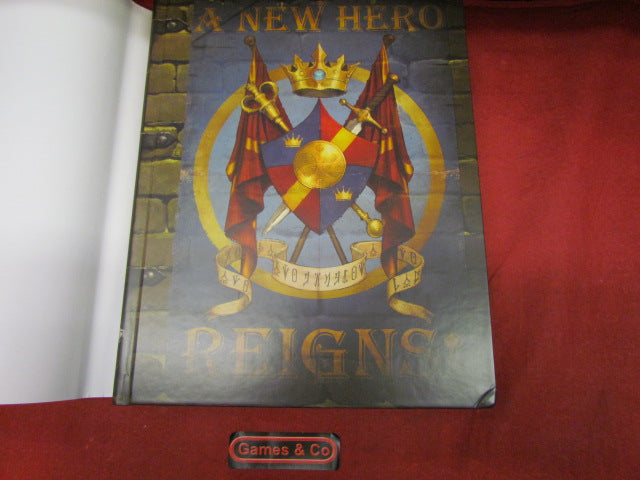 A NEW HERO
REIGNS!
Games & Co